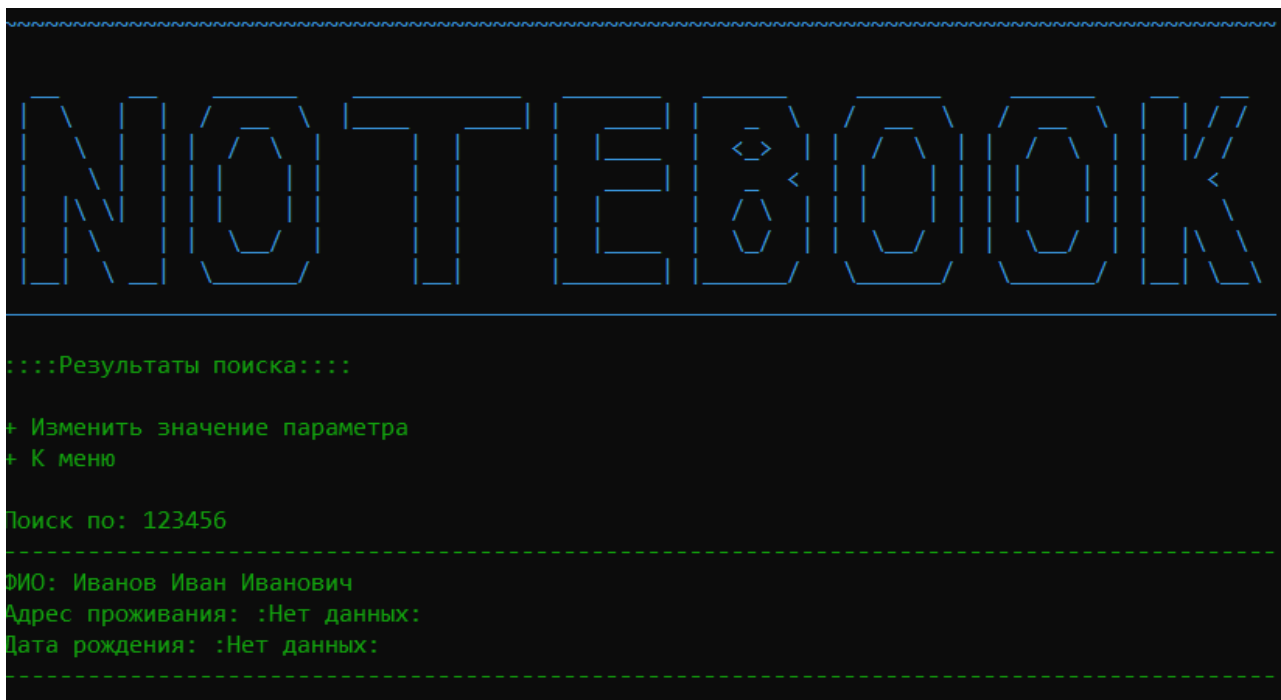 NOTEBOOK
::::Результаты поиска::::
+ Изменить значение параметра
+ К меню
Поиск по: 123456
ФИО: Иванов Иван Иванович
Адрес проживания: :Нет данных:
Дата рождения: :Нет данных: